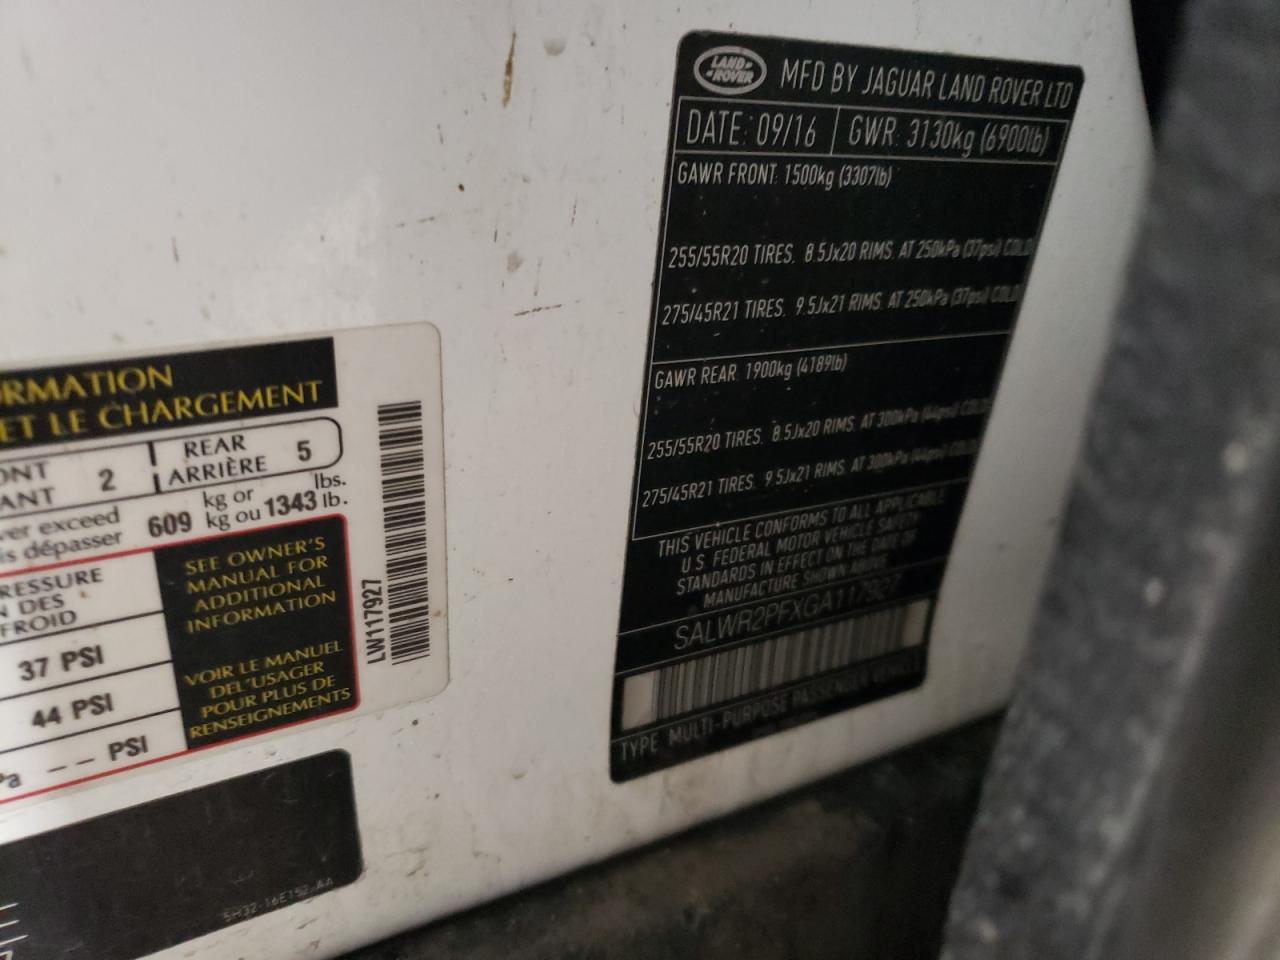 LAND ROVER
MFD BY JAGUAR LAND ROVER LTD
DATE: 09/16 GWR: 3130kg (6900lb)
GAWR FRONT: 1500kg (3307lb)
255/55R20 TIRES. 8.5Jx20 RIMS. AT 250kPa (37psi) COLD
275/45R21 TIRES. 9.5Jx21 RIMS. AT 250kPa (37psi) COLD
GAWR REAR: 1900kg (4189lb)
255/55R20 TIRES. 8.5Jx20 RIMS. AT 300kPa (44psi) COLD
275/45R21 TIRES. 9.5Jx21 RIMS. AT 300kPa (44psi) COLD
THIS VEHICLE CONFORMS TO ALL APPLICABLE
U.S. FEDERAL MOTOR VEHICLE SAFETY
STANDARDS IN EFFECT ON THE DATE OF
MANUFACTURE SHOWN ABOVE.
SALWR2PFXGA117927
TYPE MULTI-PURPOSE PASSENGER VEHICLE
RMATION
ET LE CHARGEMENT
ONT
ANT 2
REAR
ARRIÈRE 5
ver exceed
is dépasser 609 kg or
kg ou 1343 lbs.
lb.
RESSURE
N DES
FROID
37 PSI
44 PSI
Pa -- PSI
SEE OWNER'S
MANUAL FOR
ADDITIONAL
INFORMATION
VOIR LE MANUEL
DEL'USAGER
POUR PLUS DE
RENSEIGNEMENTS
LW117927
5H32-16E152-AA